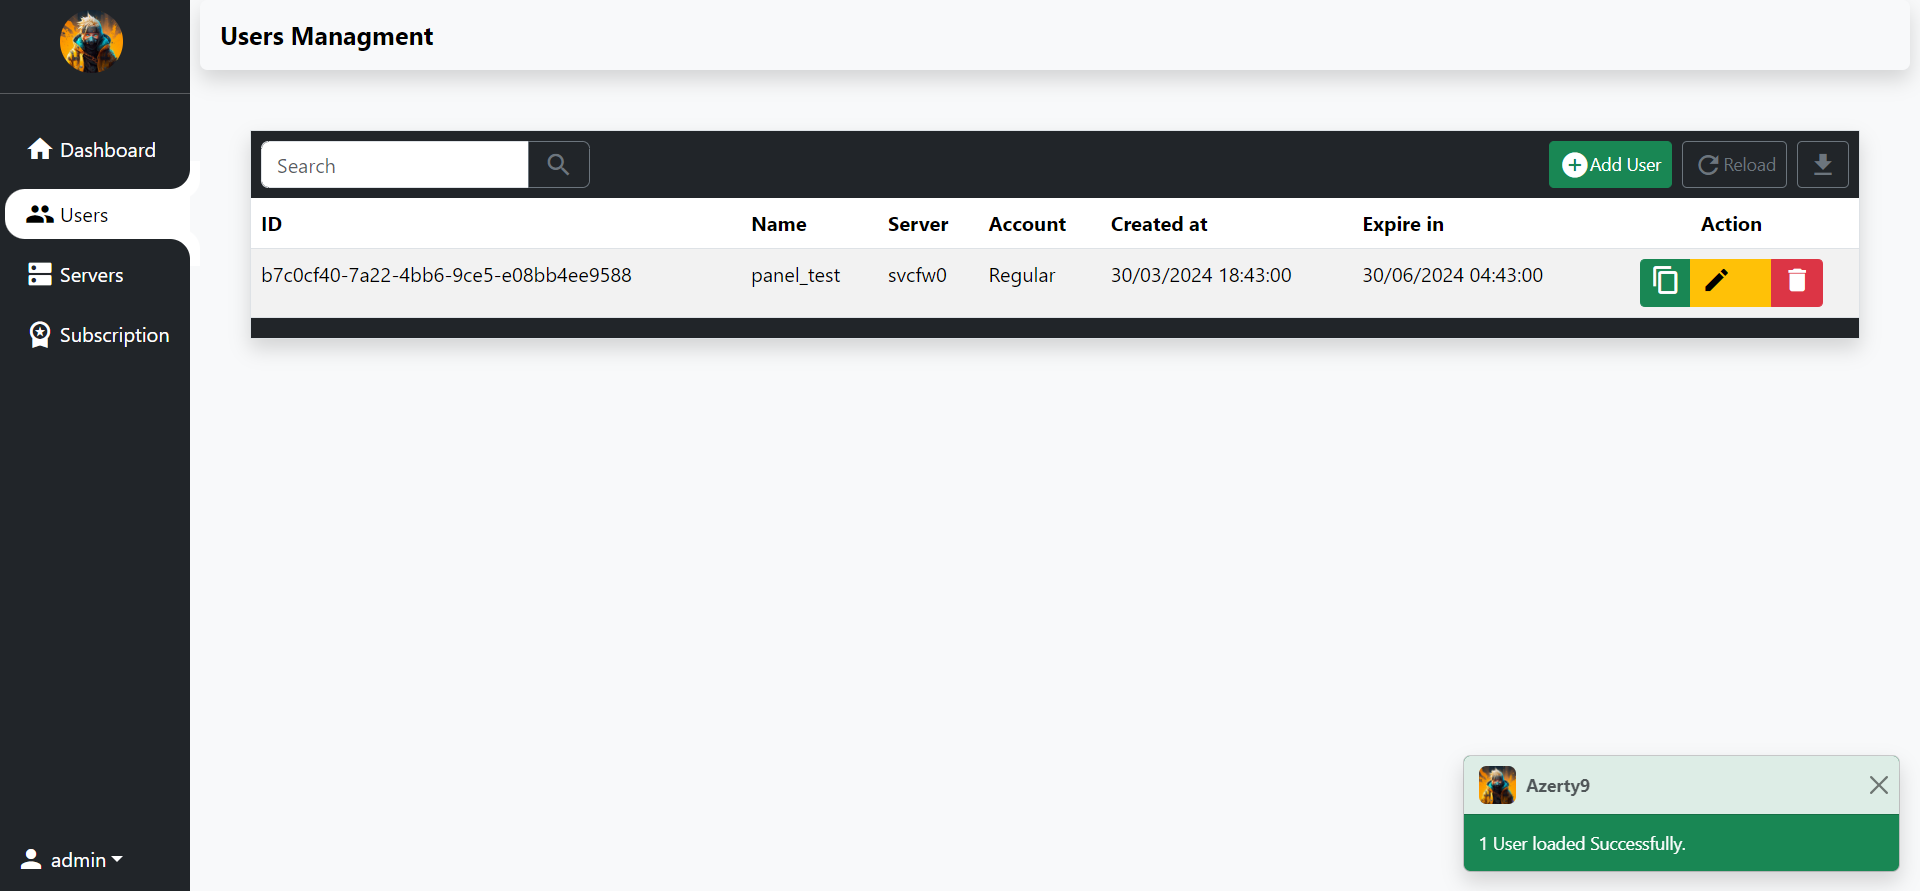 Users Managment
Dashboard
Users
Servers
Subscription
admin
Search
Add User
Reload
ID Name Server Account Created at Expire in Action
b7c0cf40-7a22-4bb6-9ce5-e08bb4ee9588 panel_test svcfw0 Regular 30/03/2024 18:43:00 30/06/2024 04:43:00
Azerty9
1 User loaded Successfully.